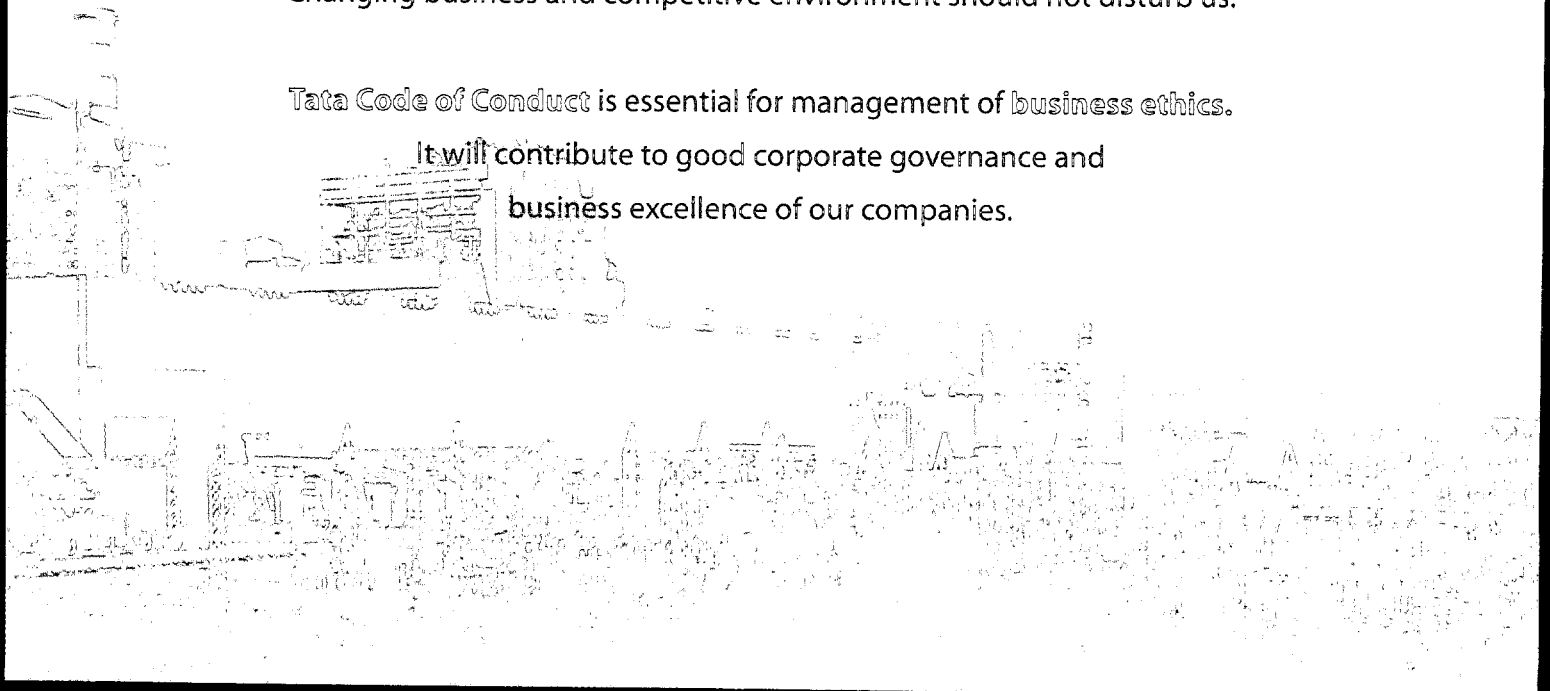 Changing business and competitive environment should not disturb us.
Tata Code of Conduct is essential for management of business ethics.
It will contribute to good corporate governance and
business excellence of our companies.